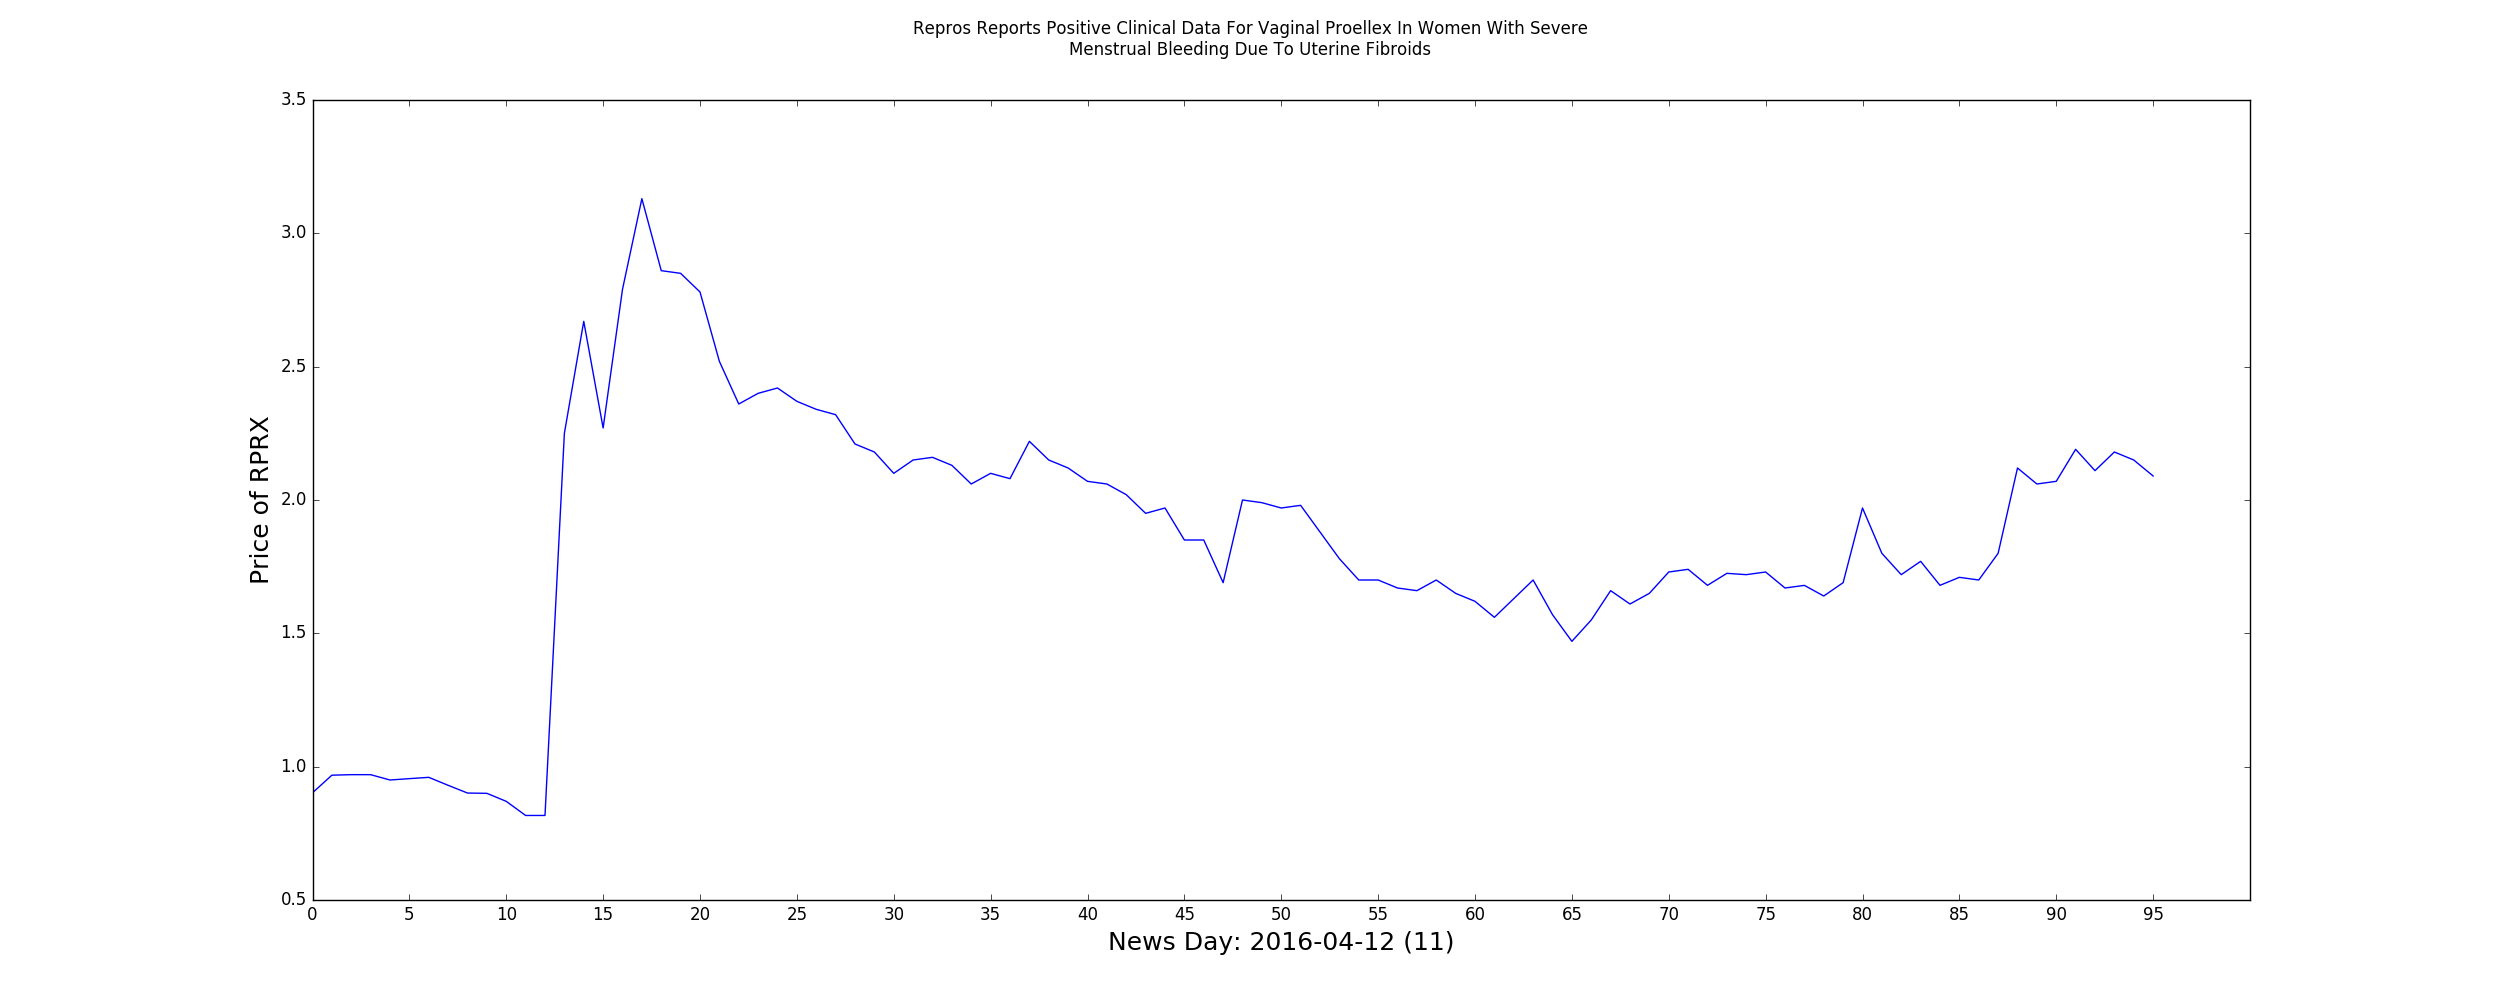 Repros Reports Positive Clinical Data For Vaginal Proellex In Women With Severe
Menstrual Bleeding Due To Uterine Fibroids
3.5
3.0
2.5
2.0
1.5
1.0
0.5
Price of RPRX
0 5 10 15 20 25 30 35 40 45 50 55 60 65 70 75 80 85 90 95
News Day: 2016-04-12 (11)